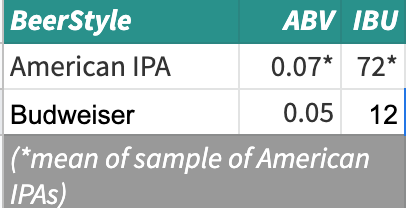 BeerStyle ABV IBU
American IPA 0.07* 72*
Budweiser 0.05 12
(*mean of sample of American
IPAs)